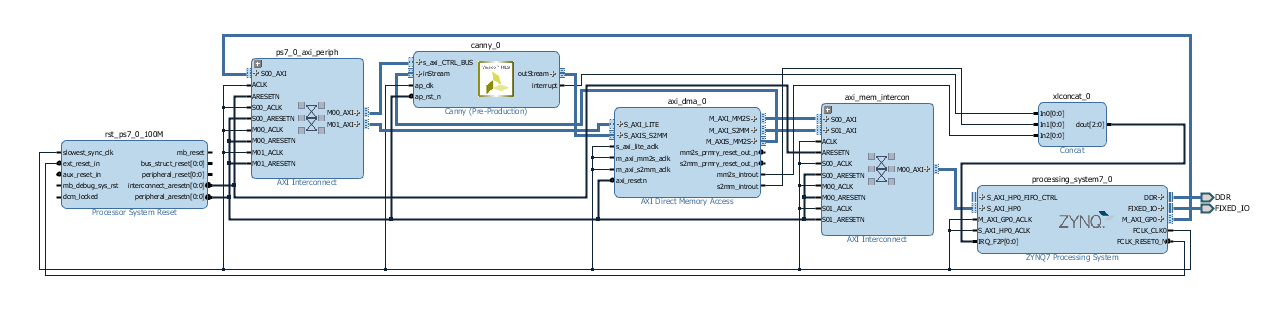 ps7_0_axi_periph
S00_AXI
ACLK
ARESETN
S00_ACLK
S00_ARESETN
M00_ACLK
M00_ARESETN
M01_ACLK
M01_ARESETN
M00_AXI
M01_AXI
AXI Interconnect
canny_0
s_axi_CTRL_BUS
inStream
ap_clk
ap_rst_n
outStream
interrupt
Canny (Pre-Production)
axi_dma_0
S_AXI_LITE
S_AXIS_S2MM
s_axi_lite_aclk
m_axi_mm2s_aclk
m_axi_s2mm_aclk
axi_resetn
M_AXI_MM2S
M_AXI_S2MM
M_AXIS_MM2S
mm2s_prmry_reset_out_n
s2mm_prmry_reset_out_n
mm2s_introut
s2mm_introut
AXI Direct Memory Access
axi_mem_intercon
S00_AXI
S01_AXI
ACLK
ARESETN
S00_ACLK
S00_ARESETN
M00_ACLK
M00_ARESETN
S01_ACLK
S01_ARESETN
M00_AXI
AXI Interconnect
xlconcat_0
In0[0:0]
In1[0:0]
In2[0:0]
dout[2:0]
Concat
rst_ps7_0_100M
slowest_sync_clk
ext_reset_in
aux_reset_in
mb_debug_sys_rst
dcm_locked
mb_reset
bus_struct_reset[0:0]
peripheral_reset[0:0]
interconnect_aresetn[0:0]
peripheral_aresetn[0:0]
Processor System Reset
processing_system7_0
S_AXI_HP0_FIFO_CTRL
S_AXI_HP0
M_AXI_GP0_ACLK
S_AXI_HP0_ACLK
IRQ_F2P[0:0]
ZYNQ
DDR
FIXED_IO
M_AXI_GP0
FCLK_CLK0
FCLK_RESET0_N
ZYNQ7 Processing System
DDR
FIXED_IO